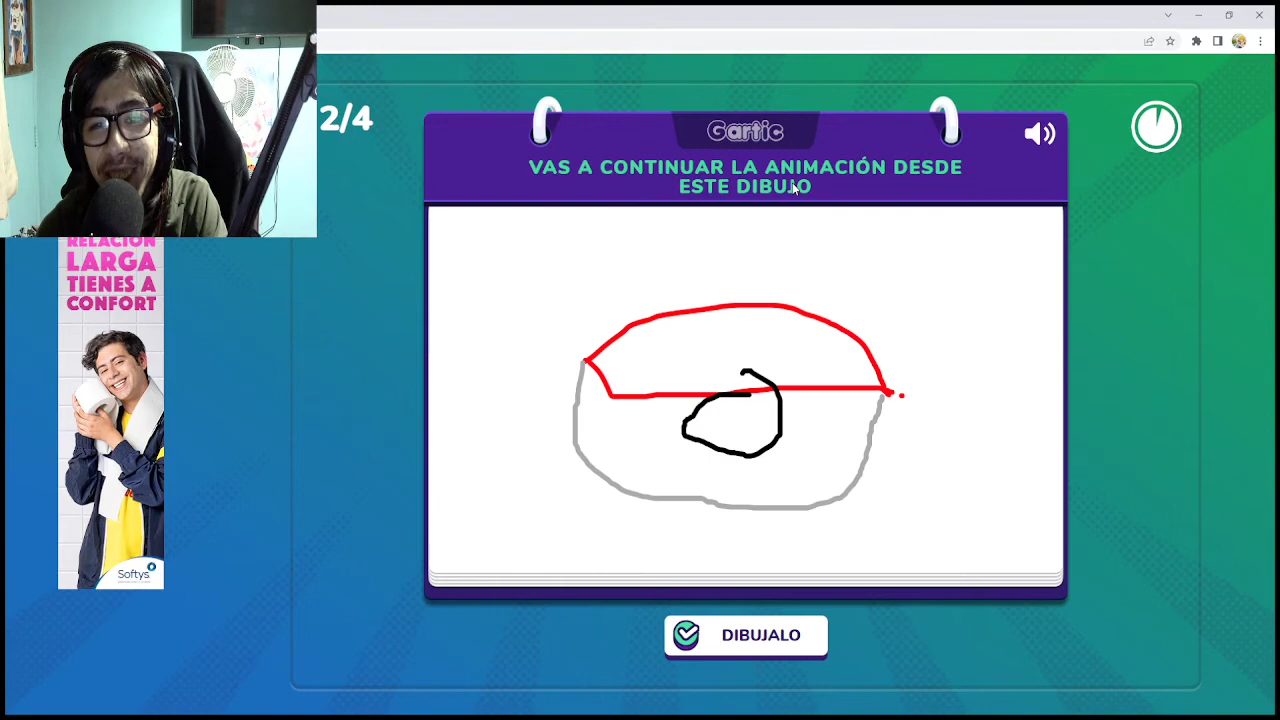 2/4
Gartic
VAS A CONTINUAR LA ANIMACIÓN DESDE
ESTE DIBUJO
RELACIÓN
LARGA
TIENES A
CONFORT
Softys
DIBUJALO